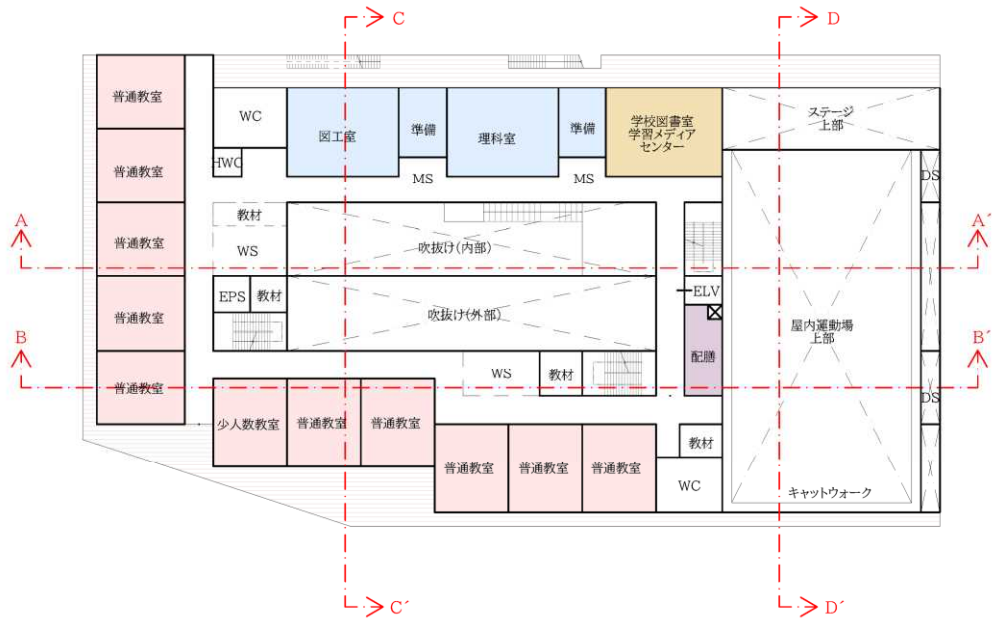 C
D
普通教室
WC
図工室
準備
理科室
準備
学校図書室
学習メディア
センター
ステージ
上部
普通教室
HWC
MS
MS
DS
A
教材
普通教室
WS
吹抜け(内部)
A´
EPS
教材
ELV
普通教室
吹抜け(外部)
屋内運動場
上部
B
配膳
B´
普通教室
WS
教材
DS
少人数教室
普通教室
普通教室
教材
普通教室
普通教室
普通教室
WC
キャットウォーク
C´
D´